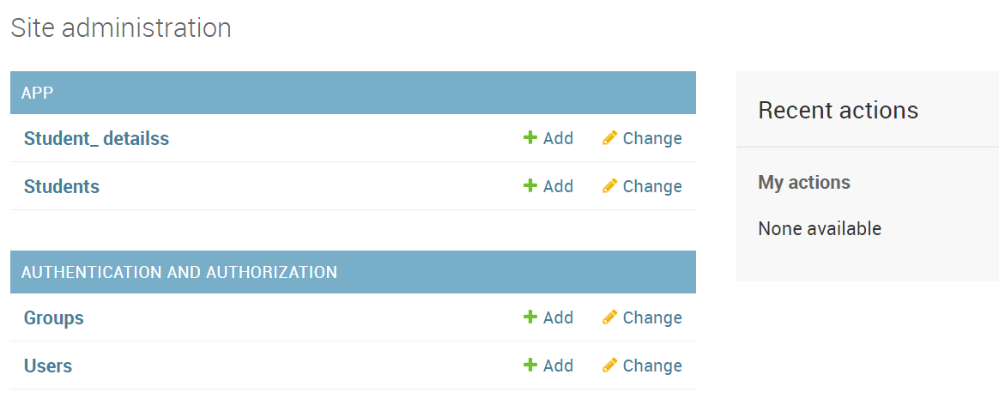 Site administration
APP
Student_ detailss Add Change
Students Add Change
AUTHENTICATION AND AUTHORIZATION
Groups Add Change
Users Add Change
Recent actions
My actions
None available